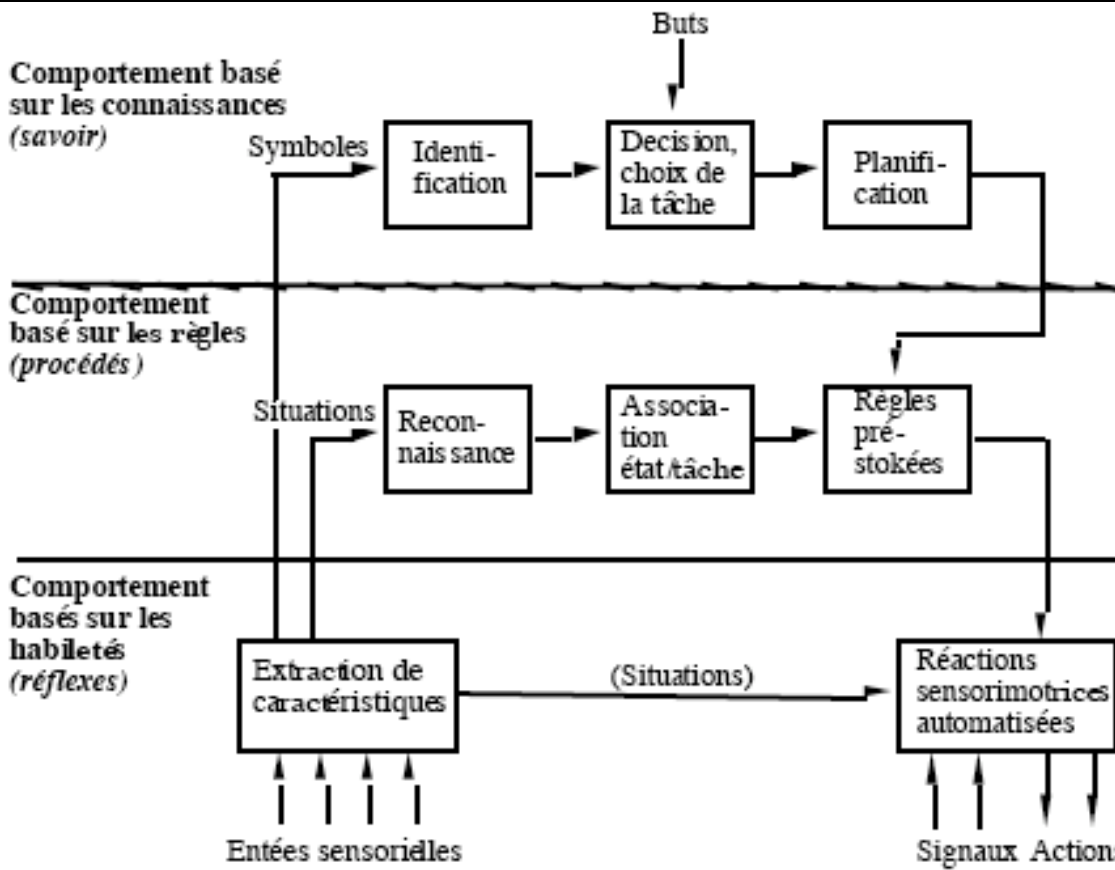 Buts
Comportement basé
sur les connaissances
(savoir)
Symboles
Identi-
fication
Decision,
choix de
la tâche
Planifi-
cation
Comportement
basé sur les règles
(procédés)
Situations
Recon-
naissance
Associa-
tion
état/tâche
Règles
pré-
stokées
Comportement
basés sur les
habiletés
(réflexes)
Extraction de
caractéristiques
(Situations)
Réactions
sensorimotrices
automatisées
Entées sensorielles
Signaux Actions